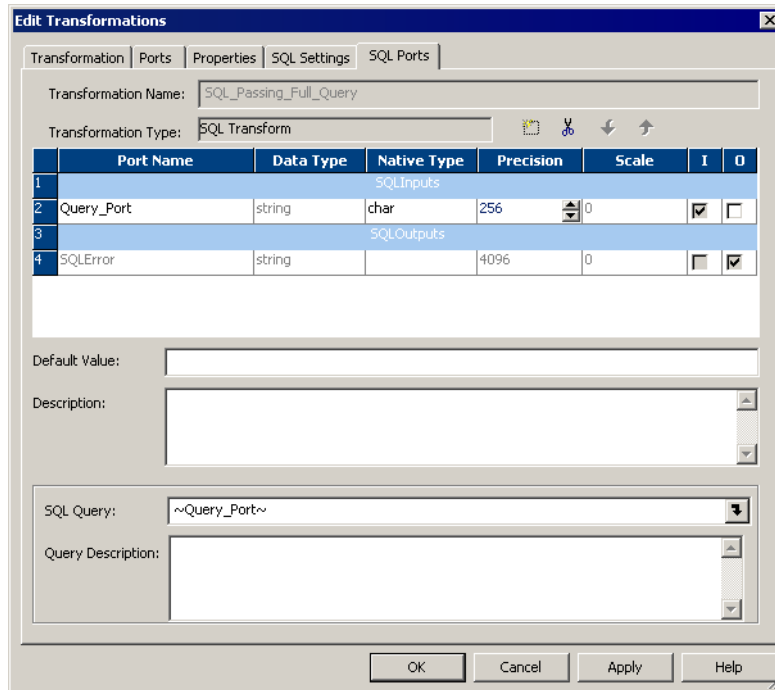 Edit Transformations
Transformation Ports Properties SQL Settings SQL Ports
Transformation Name: SQL_Passing_Full_Query
Transformation Type: SQL Transform
Port Name Data Type Native Type Precision Scale I O
1 SQLInputs
2 Query_Port string char 256 0
3 SQLOutputs
4 SQLError string 4096 0
Default Value:
Description:
SQL Query: ~Query_Port~
Query Description:
OK Cancel Apply Help